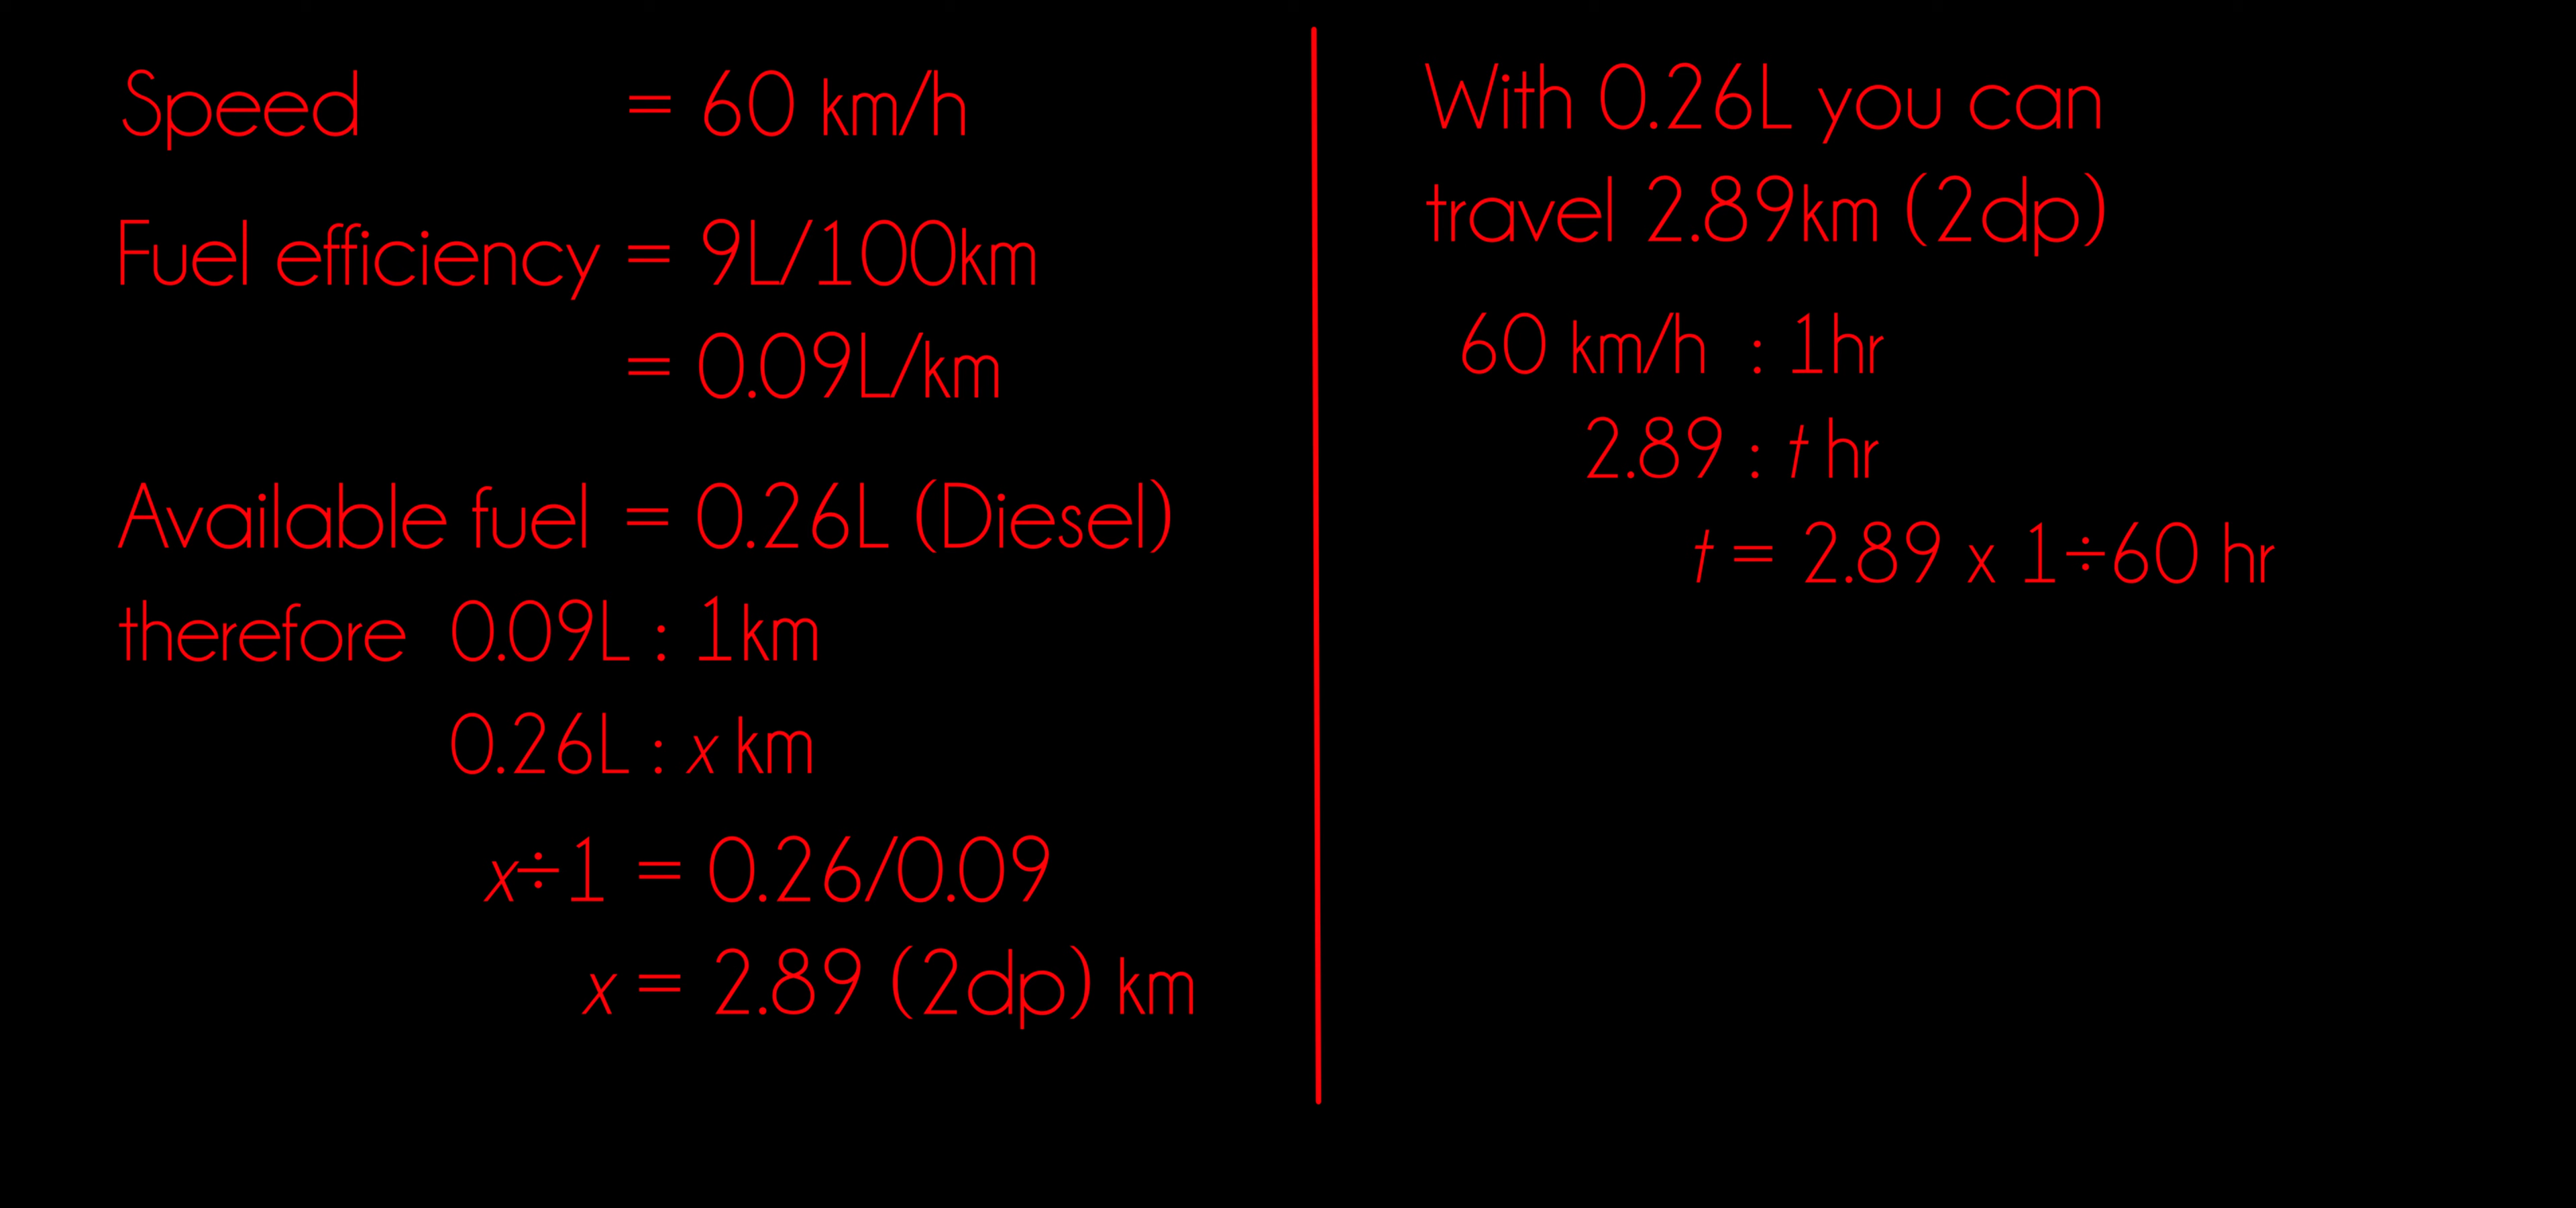 Speed = 60 km/h
Fuel efficiency = 9L/100km
= 0.09L/km
Available fuel = 0.26L (Diesel)
therefore 0.09L : 1km
0.26L : x km
x÷1 = 0.26/0.09
x = 2.89 (2dp) km
With 0.26L you can
travel 2.89km (2dp)
60 km/h : 1hr
2.89 : t hr
t = 2.89 x 1÷60 hr